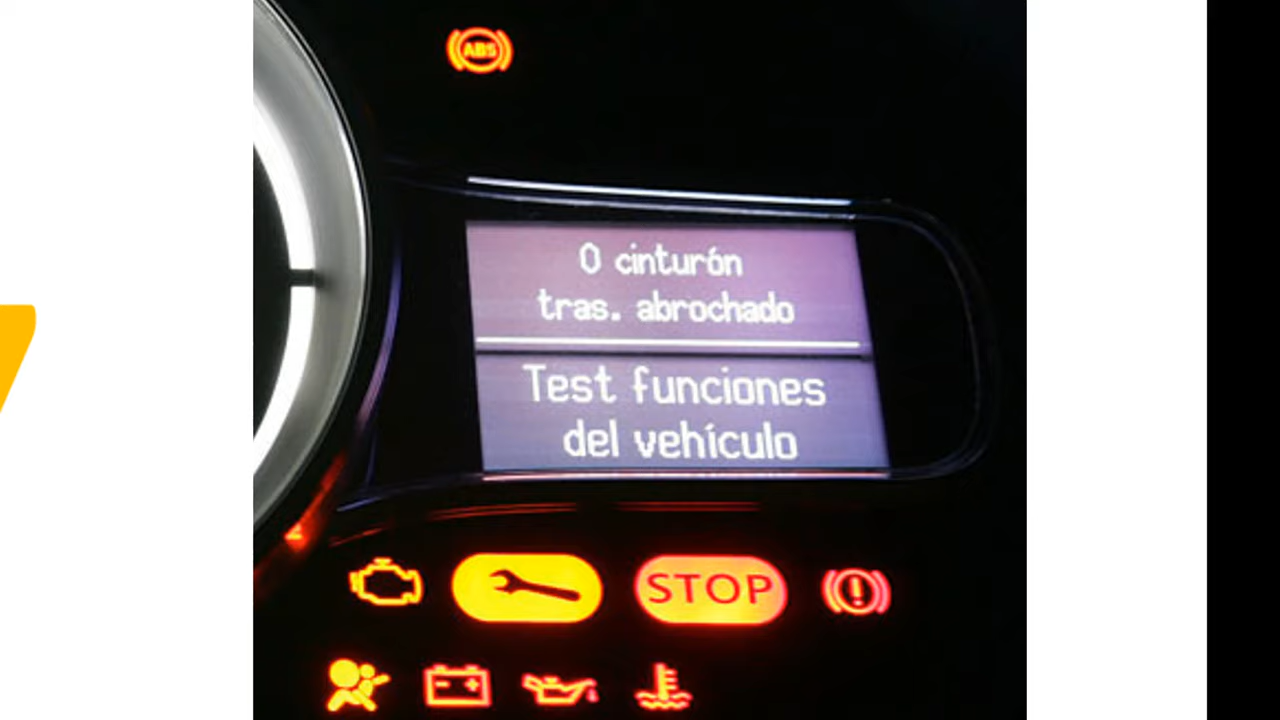 ABS
0 cinturón
tras. abrochado
Test funciones
del vehículo
STOP